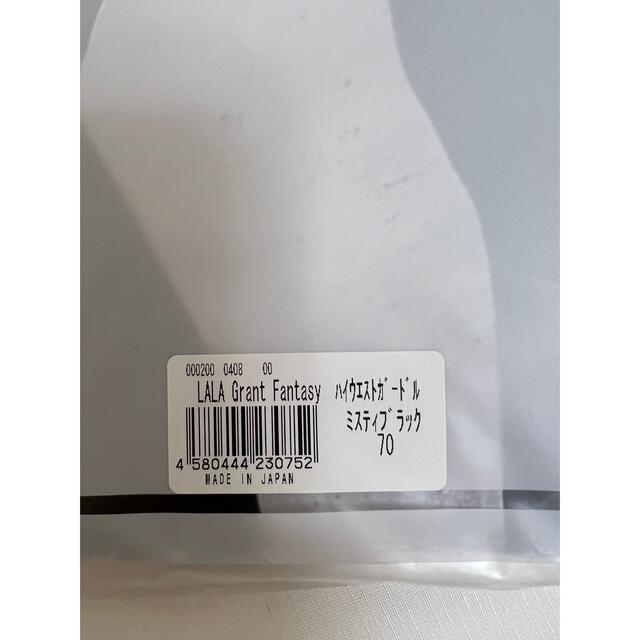 000200 0408 00
LALA Grant Fantasy ﾊｲｳｴｽﾄｶﾞｰﾄﾞﾙ
ミスティブラック
70
4 580444 230752
MADE IN JAPAN